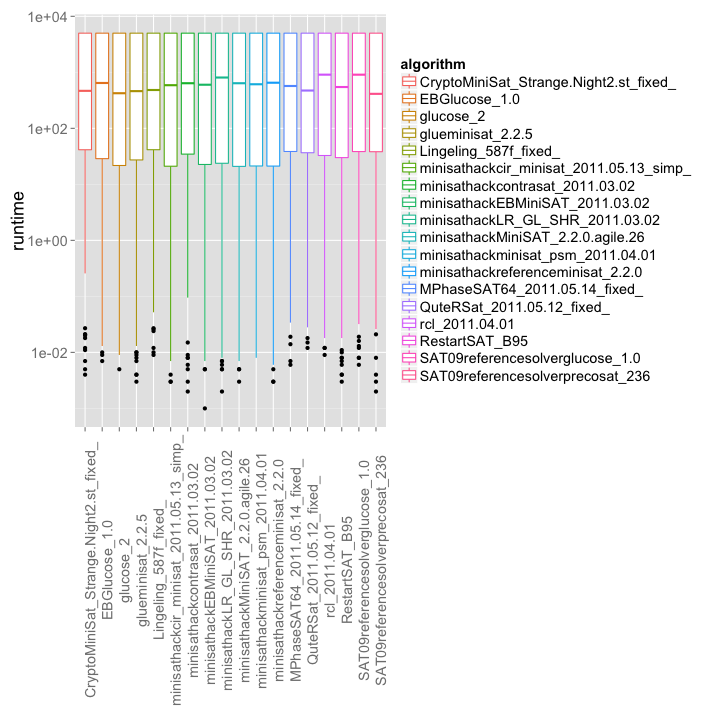 1e+04
1e+02
1e+00
1e-02
runtime
algorithm
CryptoMiniSat_Strange.Night2.st_fixed_
EBGlucose_1.0
glucose_2
glueminisat_2.2.5
Lingeling_587f_fixed_
minisathackcir_minisat_2011.05.13_simp_
minisathackcontrasat_2011.03.02
minisathackEBMiniSAT_2011.03.02
minisathackLR_GL_SHR_2011.03.02
minisathackMiniSAT_2.2.0.agile.26
minisathackminisat_psm_2011.04.01
minisathackreferenceminisat_2.2.0
MPhaseSAT64_2011.05.14_fixed_
QuteRSat_2011.05.12_fixed_
rcl_2011.04.01
RestartSAT_B95
SAT09referencesolverglucose_1.0
SAT09referencesolverprecosat_236
CryptoMiniSat_Strange.Night2.st_fixed_
EBGlucose_1.0
glucose_2
glueminisat_2.2.5
Lingeling_587f_fixed_
minisathackcir_minisat_2011.05.13_simp_
minisathackcontrasat_2011.03.02
minisathackEBMiniSAT_2011.03.02
minisathackLR_GL_SHR_2011.03.02
minisathackMiniSAT_2.2.0.agile.26
minisathackminisat_psm_2011.04.01
minisathackreferenceminisat_2.2.0
MPhaseSAT64_2011.05.14_fixed_
QuteRSat_2011.05.12_fixed_
rcl_2011.04.01
RestartSAT_B95
SAT09referencesolverglucose_1.0
SAT09referencesolverprecosat_236